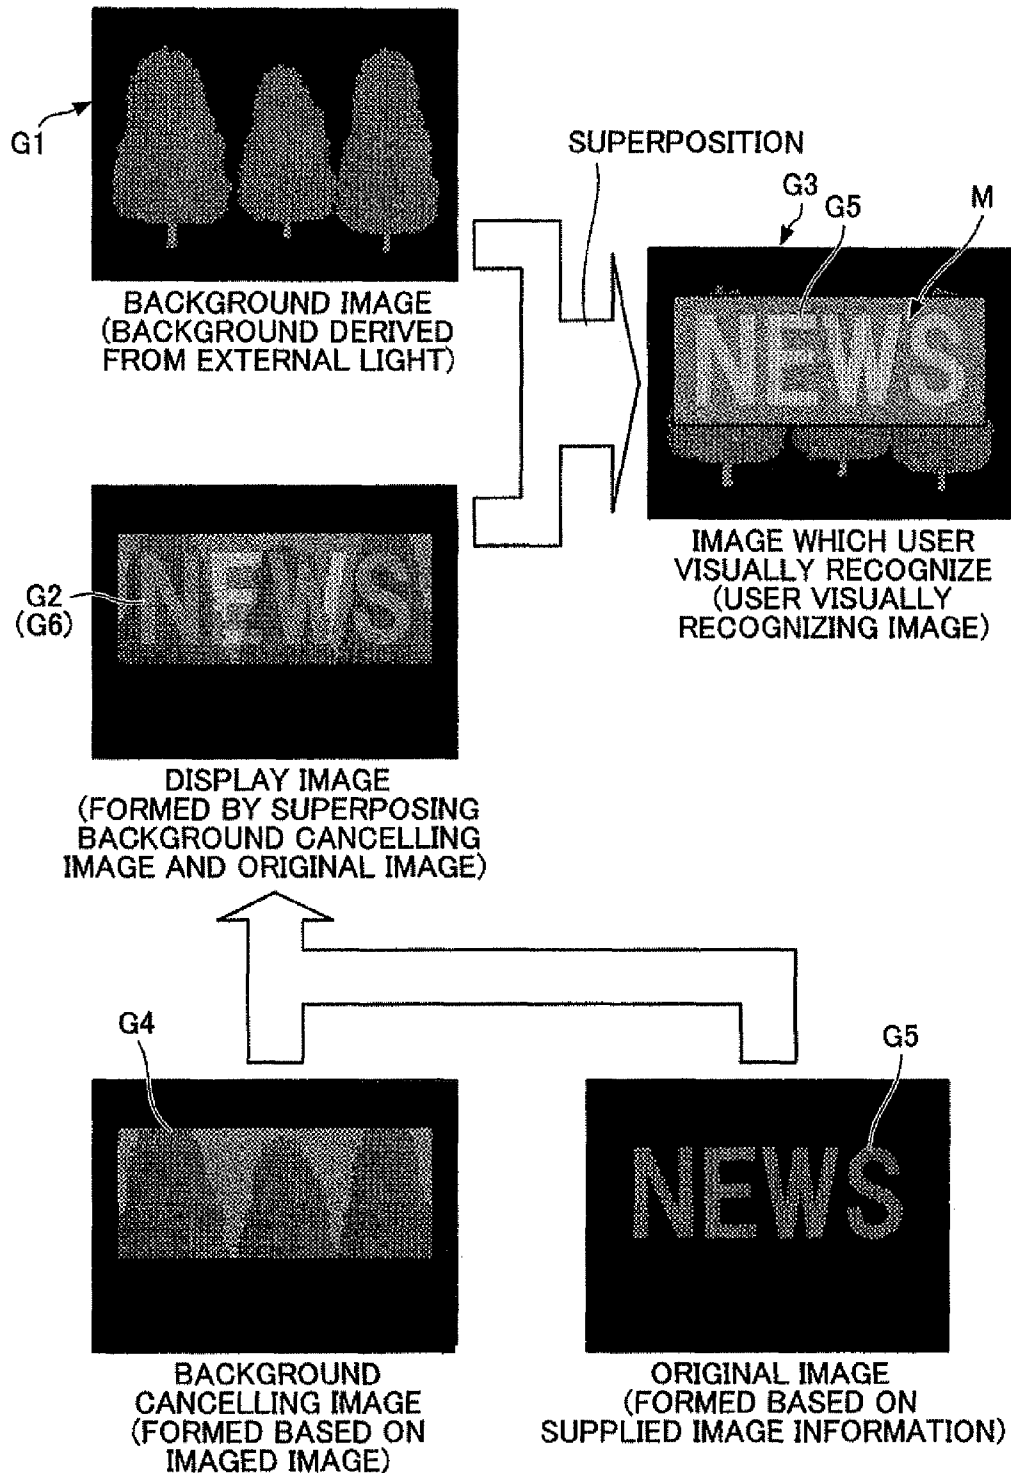 G1
BACKGROUND IMAGE
(BACKGROUND DERIVED
FROM EXTERNAL LIGHT)
SUPERPOSITION
G3
G5
M
NEWS
IMAGE WHICH USER
VISUALLY RECOGNIZE
(USER VISUALLY
RECOGNIZING IMAGE)
G2
(G6)
NEWS
DISPLAY IMAGE
(FORMED BY SUPERPOSING
BACKGROUND CANCELLING
IMAGE AND ORIGINAL IMAGE)
G4
BACKGROUND
CANCELLING IMAGE
(FORMED BASED ON
IMAGED IMAGE)
G5
NEWS
ORIGINAL IMAGE
(FORMED BASED ON
SUPPLIED IMAGE INFORMATION)